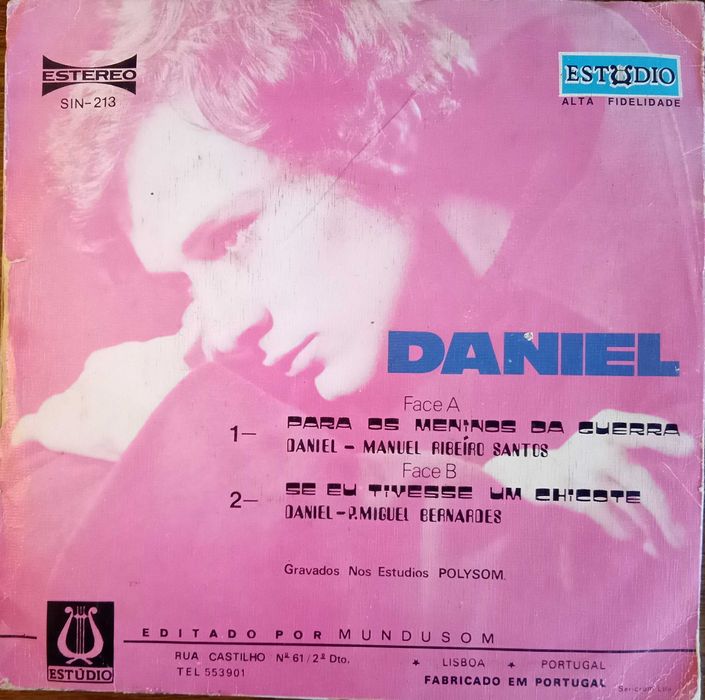 ESTEREO
SIN-213
ESTÚDIO
ALTA FIDELIDADE
DANIEL
Face A
1- PARA OS MENINOS DA GUERRA
DANIEL - MANUEL RIBEÍRO SANTOS
Face B
2- SE EU TIVESSE UM CHICOTE
DANIEL-P.MIGUEL BERNARDES
Gravados Nos Estudios POLYSOM.
ESTÚDIO
EDITADO POR MUNDUSOM
RUA CASTILHO Nº 61/2º Dto. * LISBOA * PORTUGAL
TEL 553901
FABRICADO EM PORTUGAL